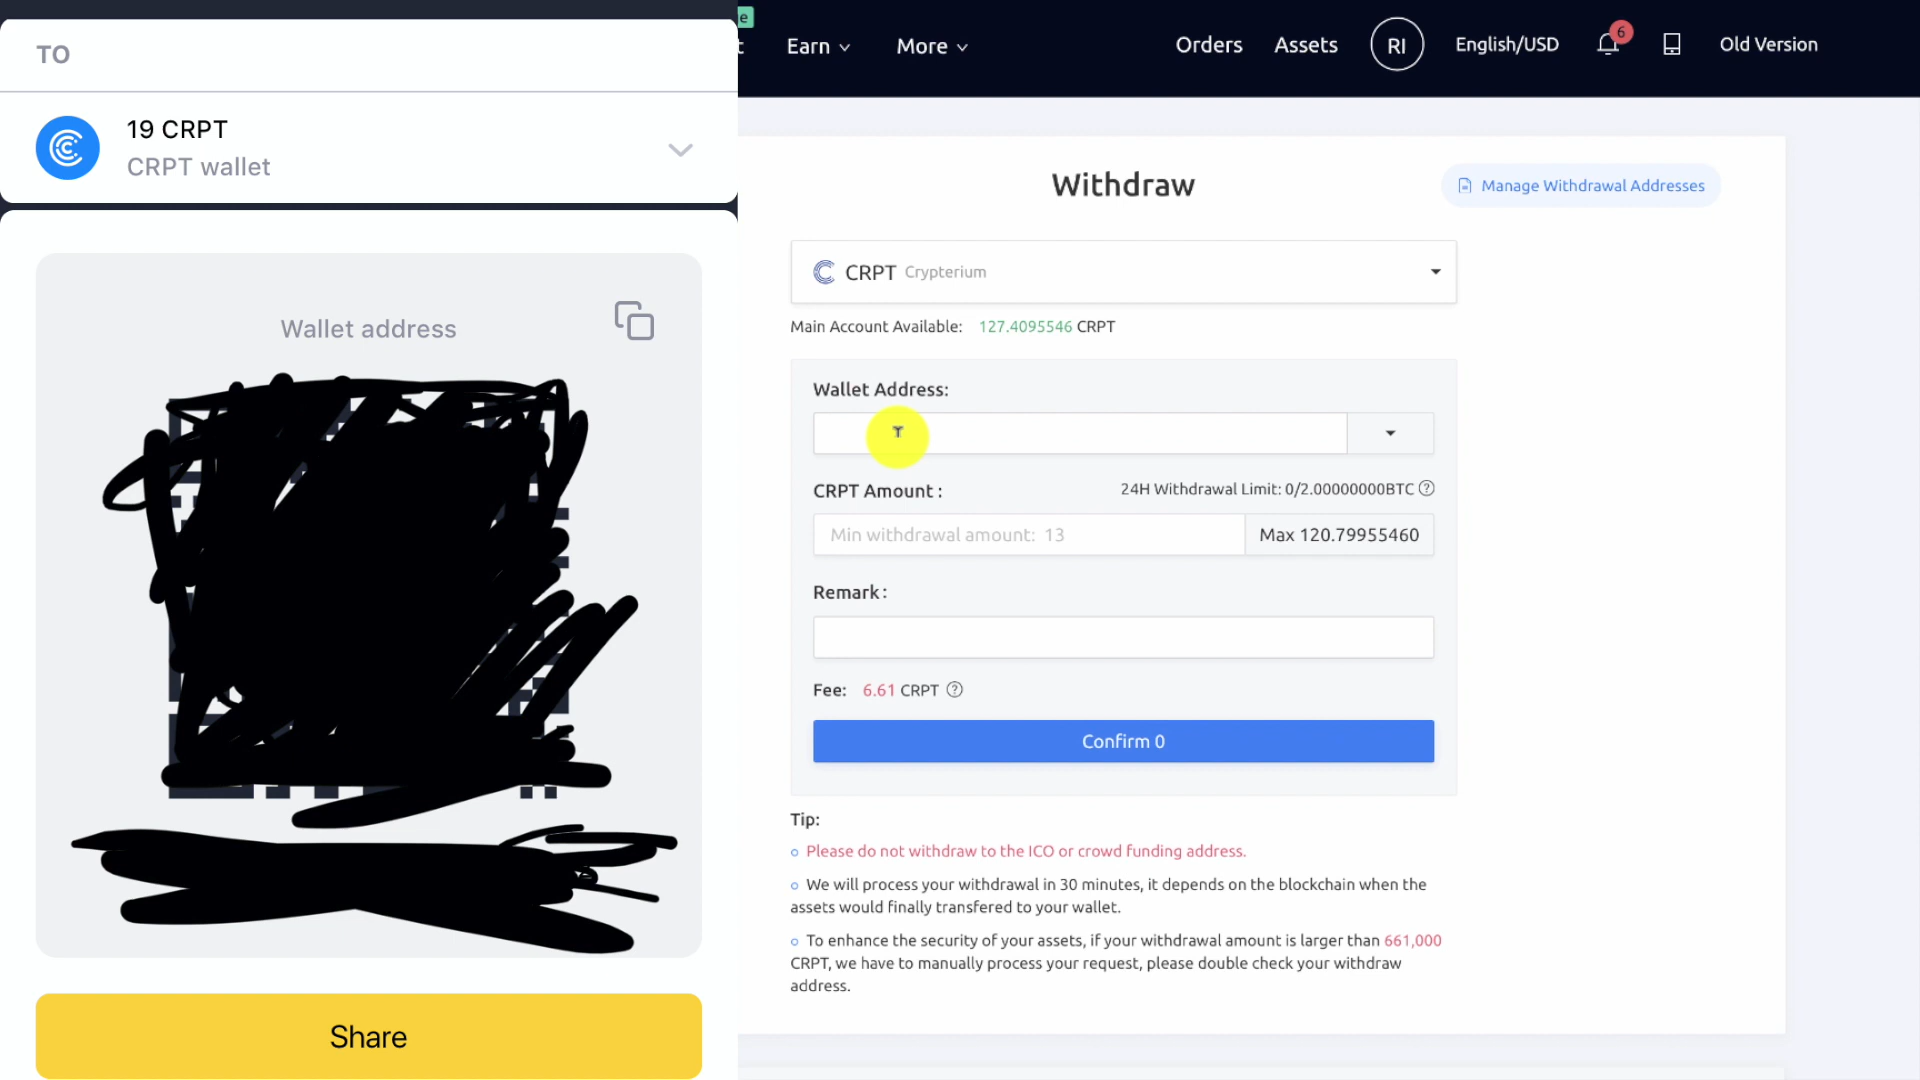 TO
19 CRPT
CRPT wallet
Wallet address
Share
e
t
Earn
More
Orders
Assets
RI
English/USD
6
Old Version
Withdraw
Manage Withdrawal Addresses
CRPT Crypterium
Main Account Available: 127.4095546 CRPT
Wallet Address:
CRPT Amount :
24H Withdrawal Limit: 0/2.00000000BTC ?
Min withdrawal amount: 13
Max 120.79955460
Remark :
Fee: 6.61 CRPT ?
Confirm 0
Tip:
Please do not withdraw to the ICO or crowd funding address.
We will process your withdrawal in 30 minutes, it depends on the blockchain when the
assets would finally transfered to your wallet.
To enhance the security of your assets, if your withdrawal amount is larger than 661,000
CRPT, we have to manually process your request, please double check your withdraw
address.